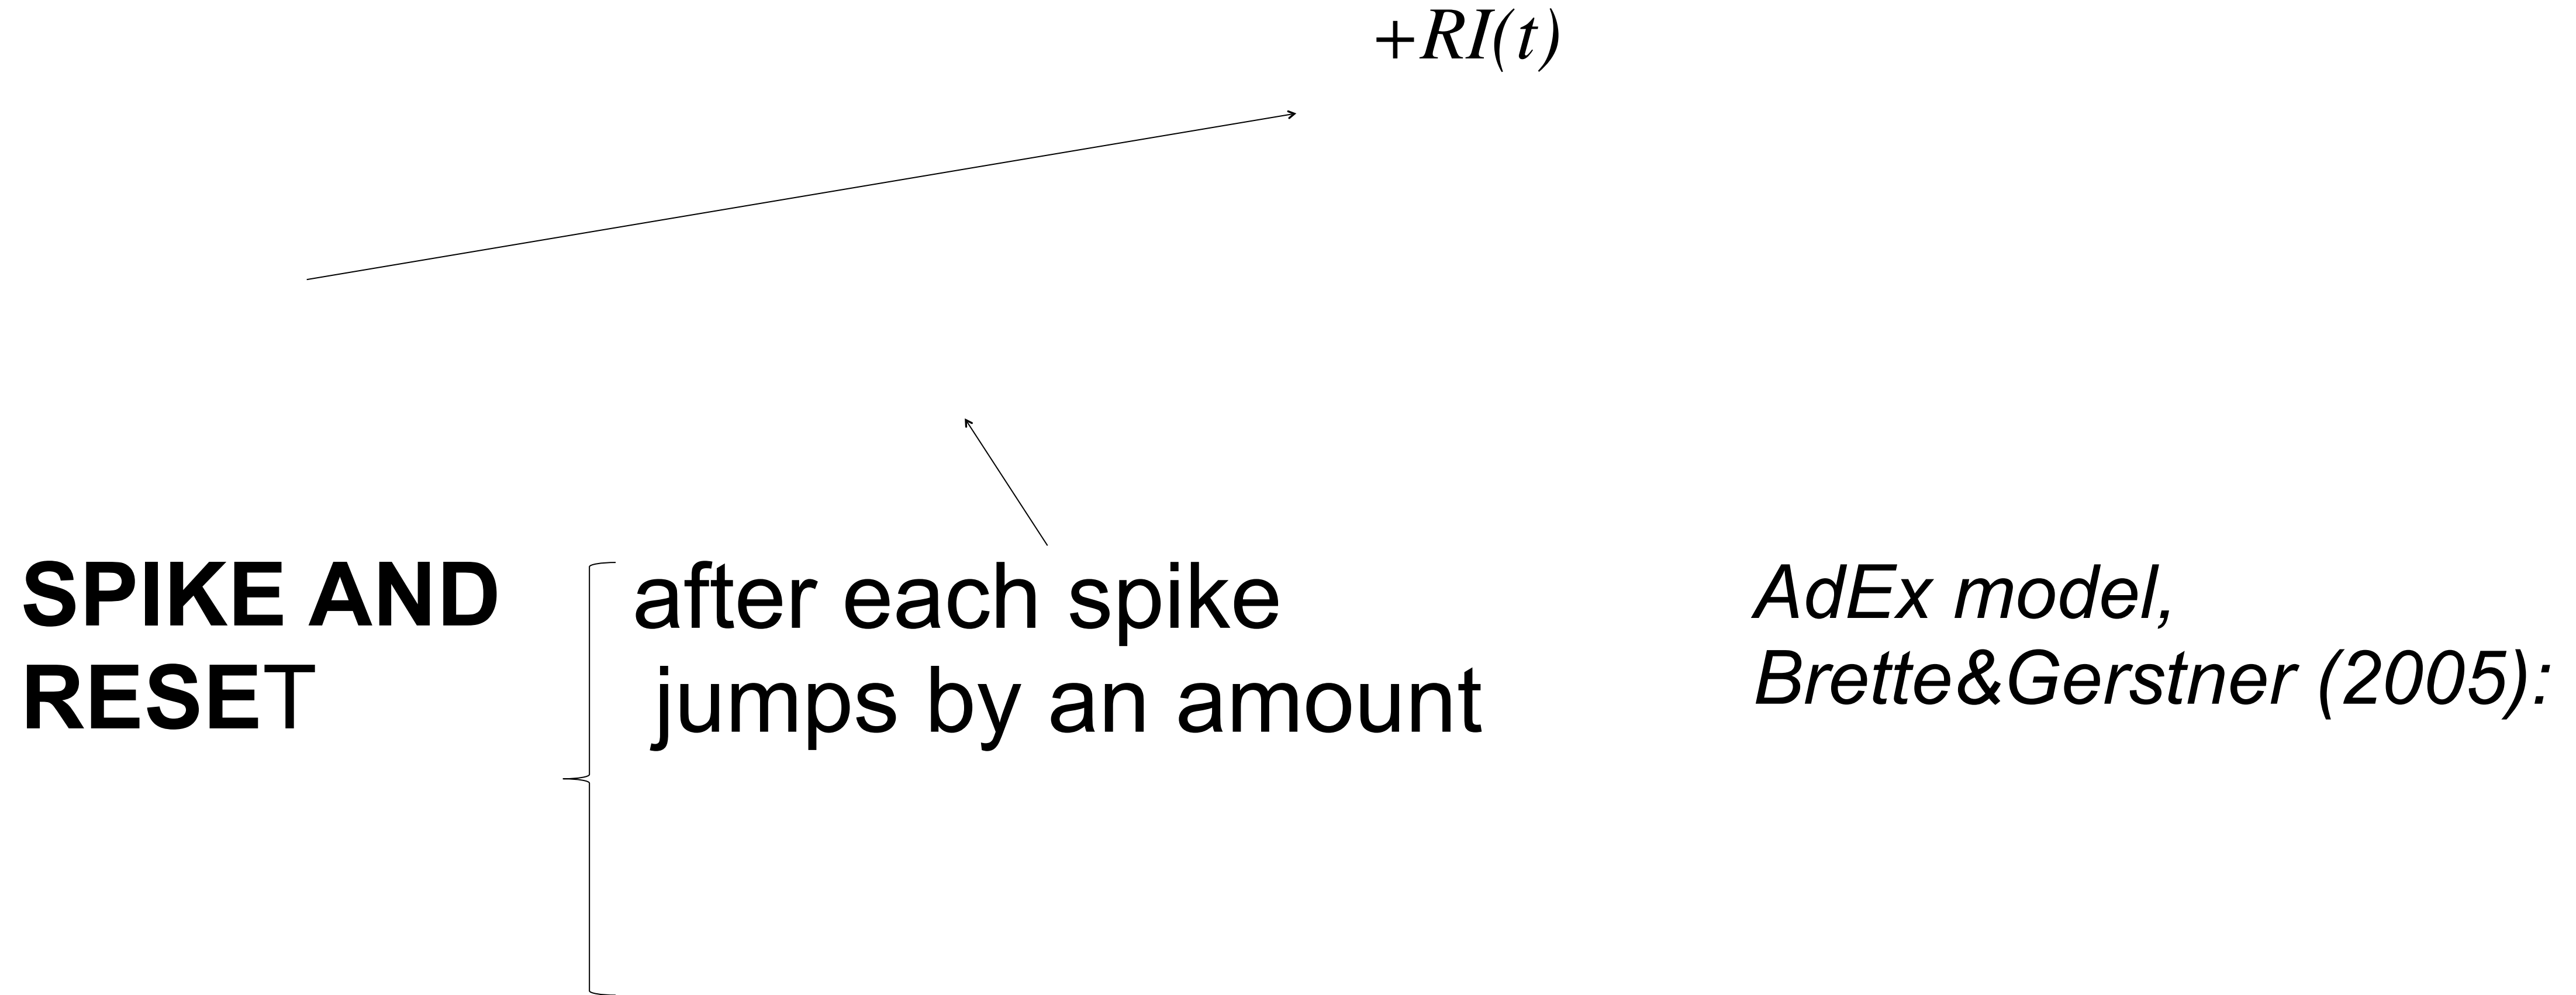 +RI(t)
SPIKE AND
RESET
after each spike
jumps by an amount
AdEx model,
Brette&Gerstner (2005):